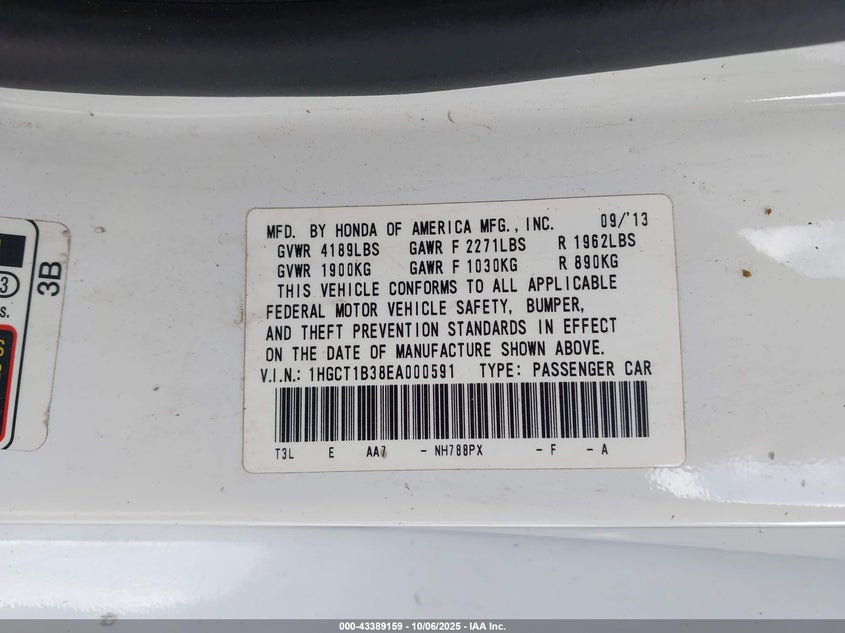 MFD. BY HONDA OF AMERICA MFG., INC. 09/'13
GVWR 4189LBS GAWR F 2271LBS R 1962LBS
GVWR 1900KG GAWR F 1030KG R 890KG
THIS VEHICLE CONFORMS TO ALL APPLICABLE
FEDERAL MOTOR VEHICLE SAFETY, BUMPER,
AND THEFT PREVENTION STANDARDS IN EFFECT
ON THE DATE OF MANUFACTURE SHOWN ABOVE.
V.I.N.: 1HGCT1B38EA000591 TYPE: PASSENGER CAR
T3L E AA7 - NH788PX - F - A
3B
3
s.
000-43389159 - 10/06/2025 - IAA Inc.